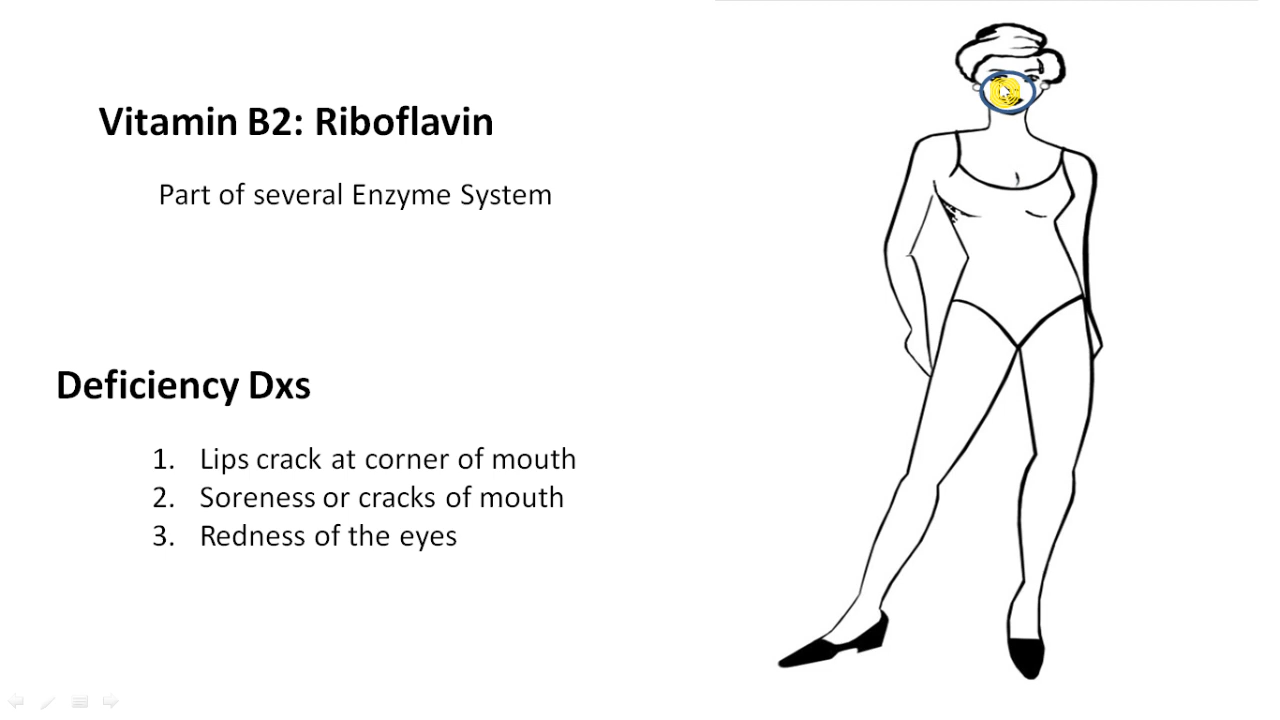 Vitamin B2: Riboflavin
Part of several Enzyme System
Deficiency Dxs
1. Lips crack at corner of mouth
2. Soreness or cracks of mouth
3. Redness of the eyes